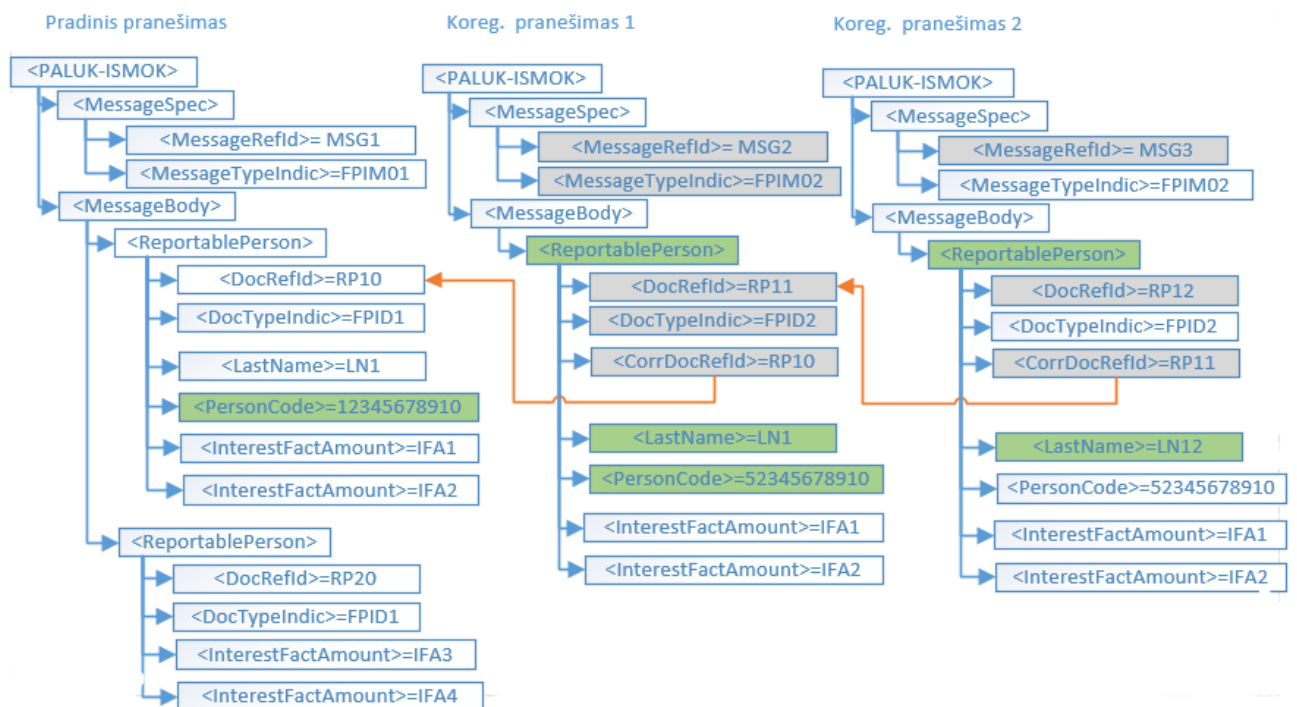 Pradinis pranešimas
<PALUK-ISMOK>
<MessageSpec>
<MessageRefId>= MSG1
<MessageTypeIndic>=FPIM01
<MessageBody>
<ReportablePerson>
<DocRefId>=RP10
<DocTypeIndic>=FPID1
<LastName>=LN1
<PersonCode>=12345678910
<InterestFactAmount>=IFA1
<InterestFactAmount>=IFA2
<ReportablePerson>
<DocRefId>=RP20
<DocTypeIndic>=FPID1
<InterestFactAmount>=IFA3
<InterestFactAmount>=IFA4
Koreg. pranešimas 1
<PALUK-ISMOK>
<MessageSpec>
<MessageRefId>= MSG2
<MessageTypeIndic>=FPIM02
<MessageBody>
<ReportablePerson>
<DocRefId>=RP11
<DocTypeIndic>=FPID2
<CorrDocRefId>=RP10
<LastName>=LN1
<PersonCode>=52345678910
<InterestFactAmount>=IFA1
<InterestFactAmount>=IFA2
Koreg. pranešimas 2
<PALUK-ISMOK>
<MessageSpec>
<MessageRefId>= MSG3
<MessageTypeIndic>=FPIM02
<MessageBody>
<ReportablePerson>
<DocRefId>=RP12
<DocTypeIndic>=FPID2
<CorrDocRefId>=RP11
<LastName>=LN12
<PersonCode>=52345678910
<InterestFactAmount>=IFA1
<InterestFactAmount>=IFA2